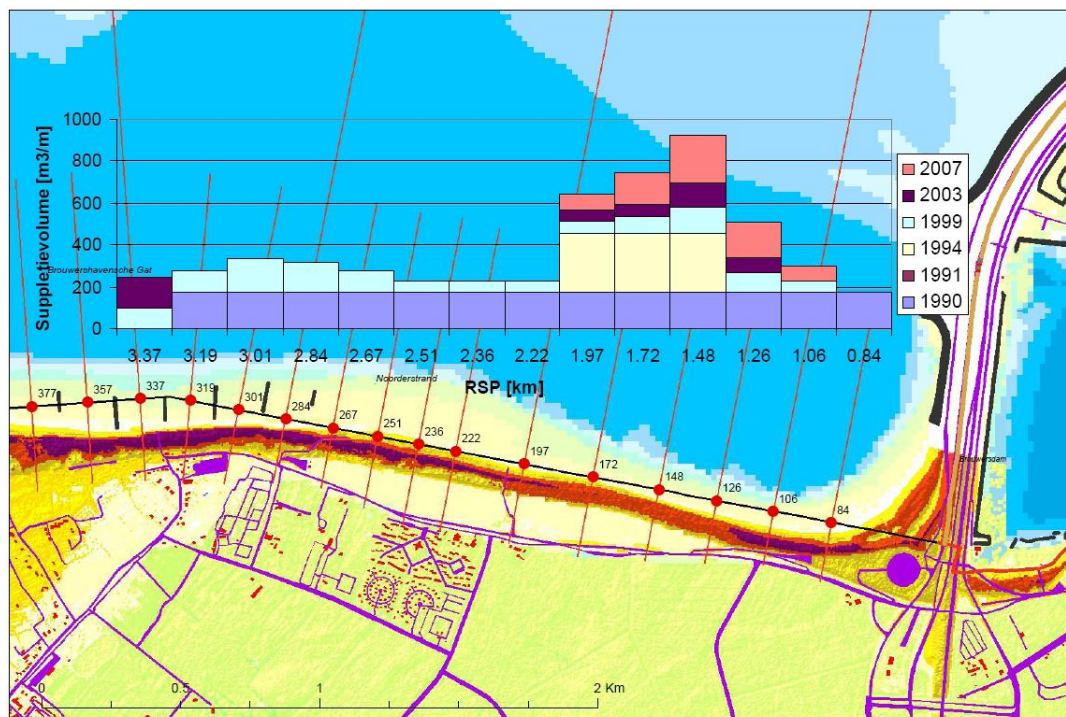 1000
800
600
400
200
0
Suppletievolume [m3/m]
Brouwershavensche Gat
2007
2003
1999
1994
1991
1990
3.37 3.19 3.01 2.84 2.67 2.51 2.36 2.22 1.97 1.72 1.48 1.26 1.06 0.84
RSP [km]
Noorderstrand
377 357 337 319 301 284 267 251 236 222 197 172 148 126 106 84
Brouwersdam
0 0.5 1 2 Km